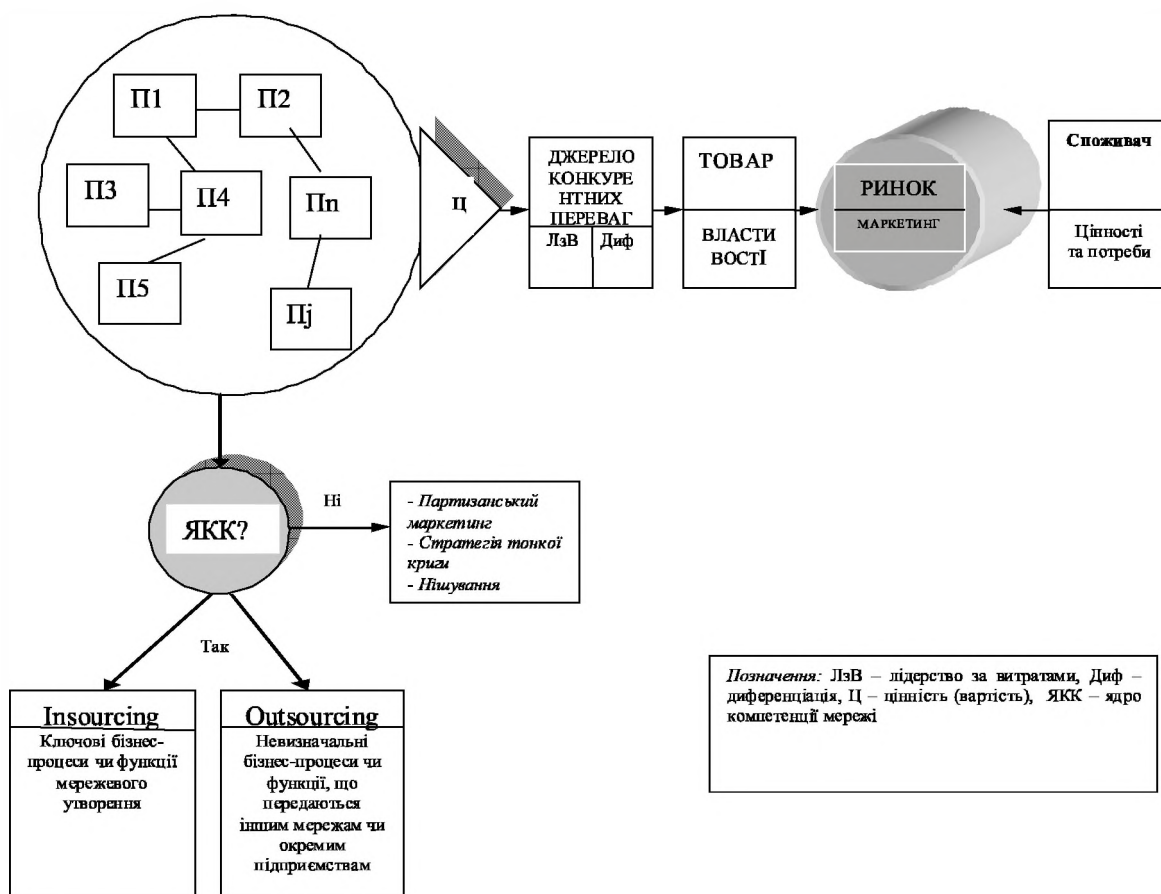 П1
П2
П3
П4
Пn
П5
Пj
Ц
ДЖЕРЕЛО
КОНКУРЕ
НТНИХ
ПЕРЕВАГ
ЛзВ
Диф
ТОВАР
ВЛАСТИ
ВОСТІ
РИНОК
МАРКЕТИНГ
Споживач
Цінності
та потреби
ЯКК?
Ні
- Партизанський
маркетинг
- Стратегія тонкої
криги
- Нішування
Так
Insourcing
Ключові бізнес-
процеси чи функції
мережевого
утворення
Outsourcing
Невизначальні
бізнес-процеси чи
функції, що
передаються
іншим мережам чи
окремим
підприємствам
Позначення: ЛзВ – лідерство за витратами, Диф –
диференціація, Ц – цінність (вартість), ЯКК – ядро
компетенції мережі